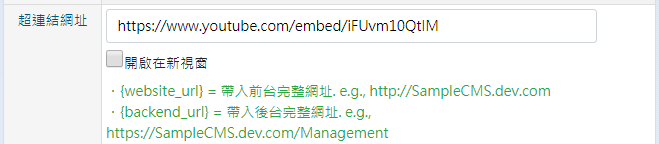 超連結網址
https://www.youtube.com/embed/iFUvm10QtIM
開啟在新視窗
．{website_url} = 帶入前台完整網址. e.g., http://SampleCMS.dev.com
．{backend_url} = 帶入後台完整網址. e.g.,
https://SampleCMS.dev.com/Management